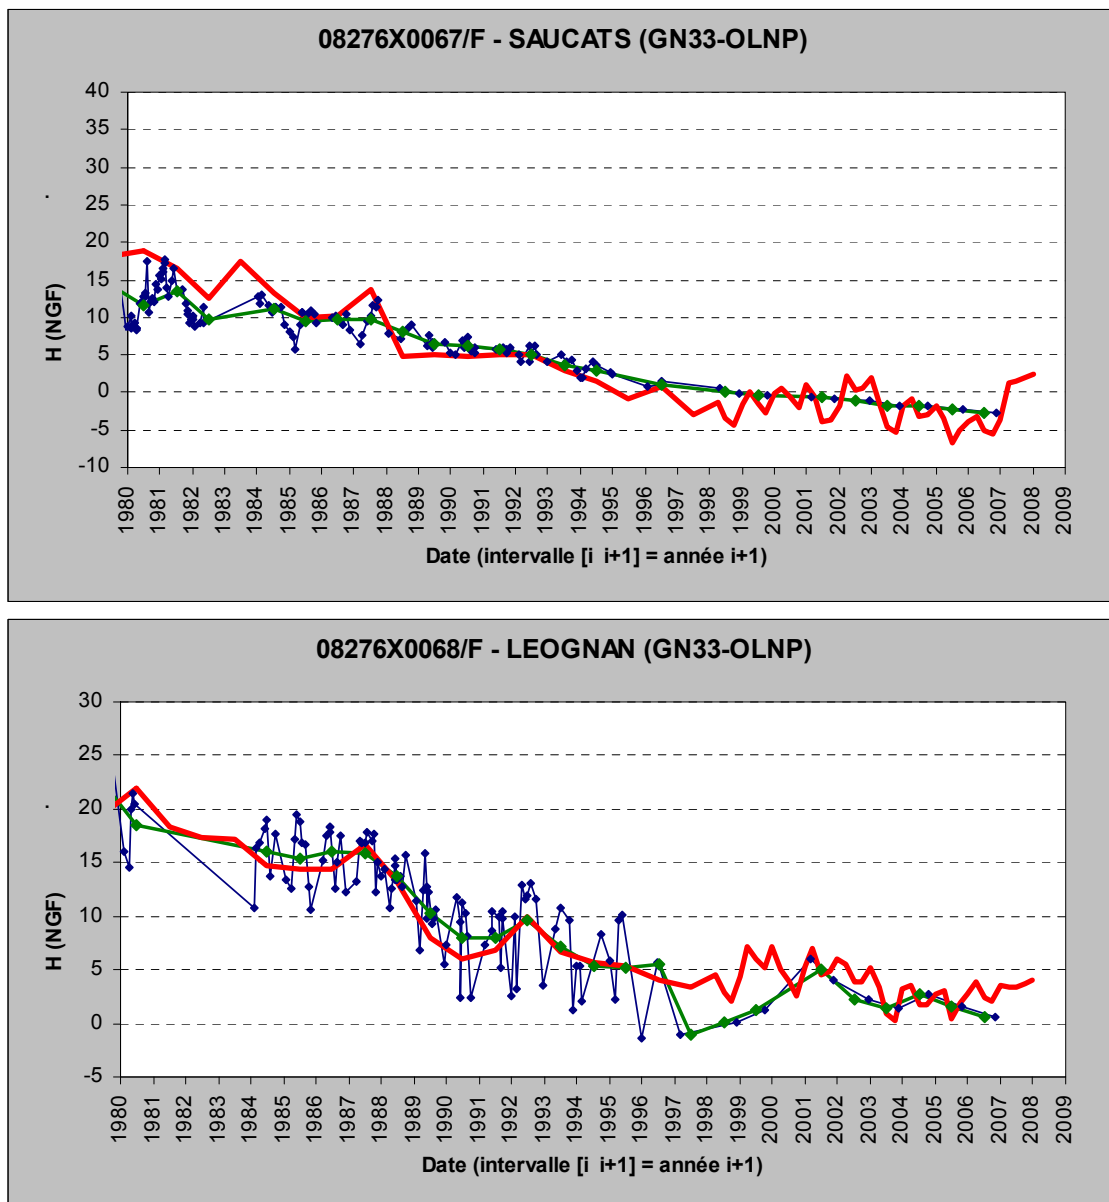 08276X0067/F - SAUCATS (GN33-OLNP)
40
35
30
25
20
15
10
5
0
-5
-10
H (NGF)
.
1980 1981 1982 1983 1984 1985 1986 1987 1988 1989 1990 1991 1992 1993 1994 1995 1996 1997 1998 1999 2000 2001 2002 2003 2004 2005 2006 2007 2008 2009
Date (intervalle [i i+1] = année i+1)
08276X0068/F - LEOGNAN (GN33-OLNP)
30
25
20
15
10
5
0
-5
H (NGF)
.
1980 1981 1982 1983 1984 1985 1986 1987 1988 1989 1990 1991 1992 1993 1994 1995 1996 1997 1998 1999 2000 2001 2002 2003 2004 2005 2006 2007 2008 2009
Date (intervalle [i i+1] = année i+1)